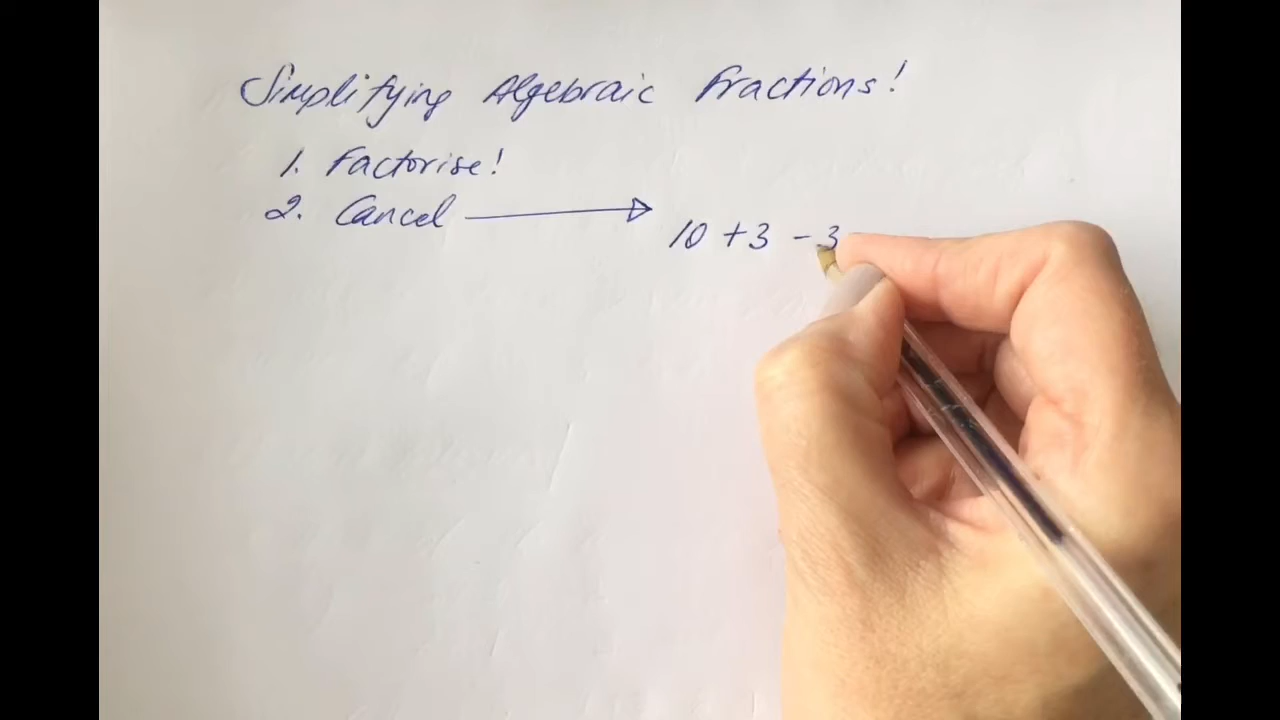 Simplifying Algebraic Fractions!
1. Factorise!
2. Cancel
10 + 3 - 3